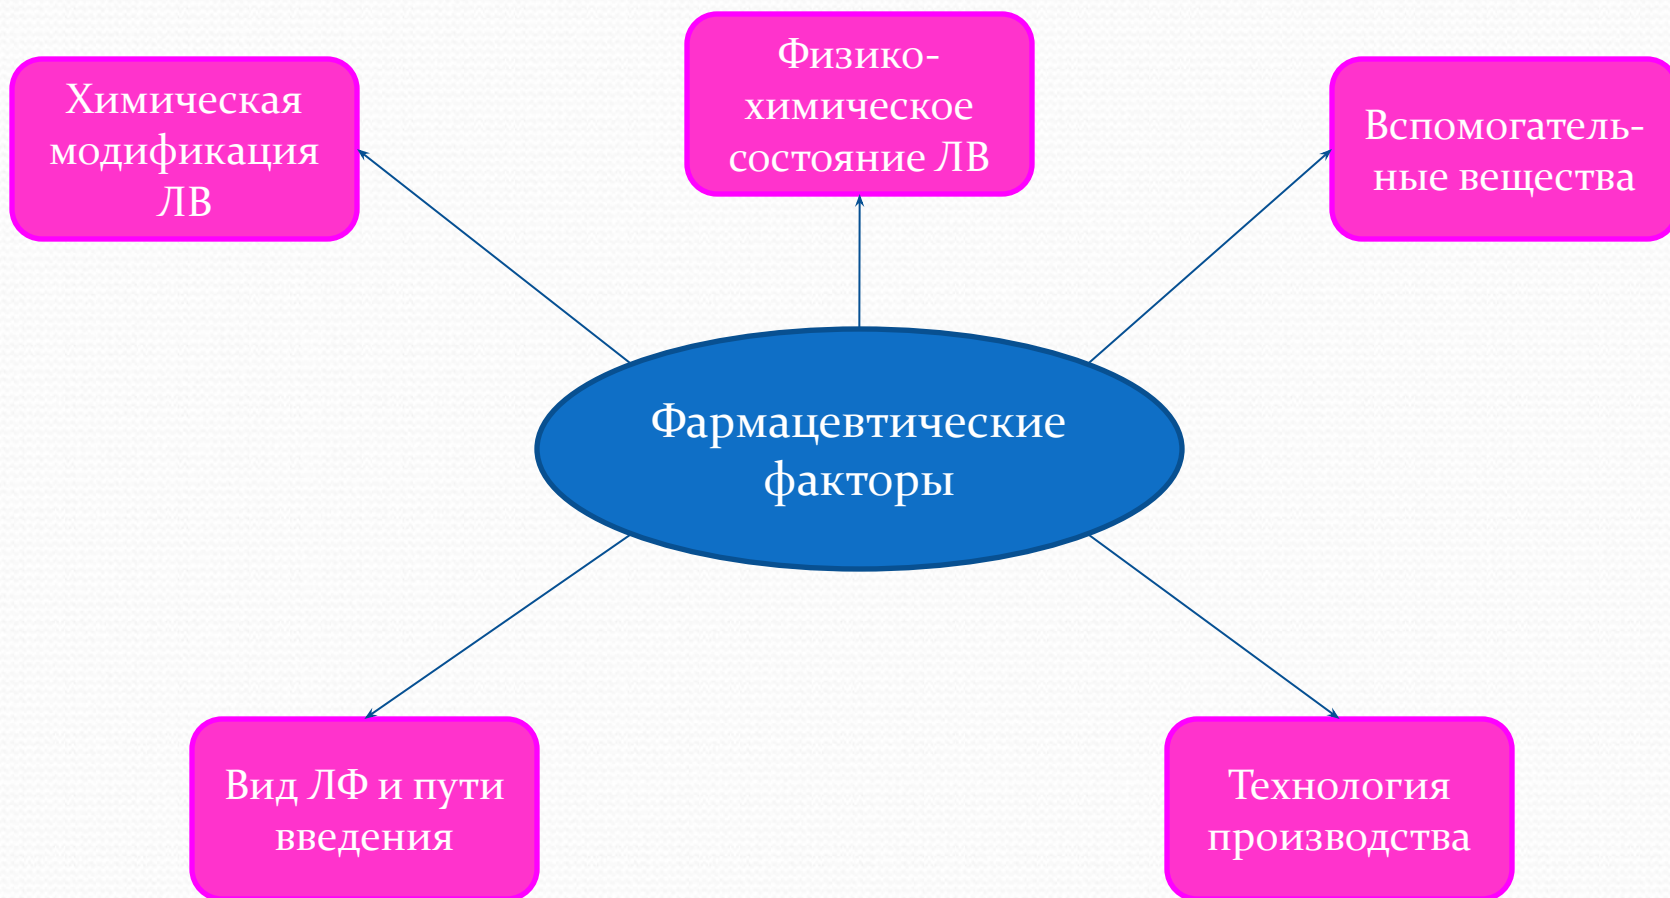 Химическая
модификация
ЛВ
Физико-
химическое
состояние ЛВ
Вспомогатель-
ные вещества
Фармацевтические
факторы
Вид ЛФ и пути
введения
Технология
производства